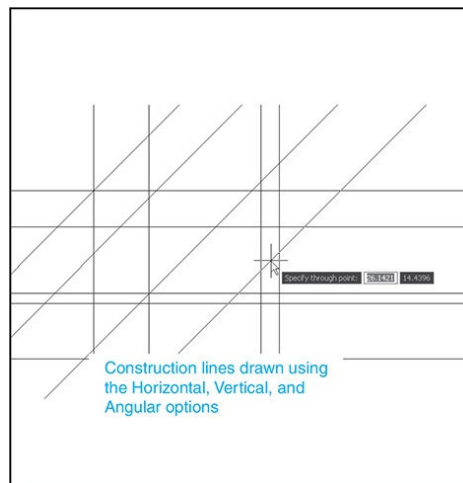 Specify through point: 26.1421 14.4396
Construction lines drawn using
the Horizontal, Vertical, and
Angular options